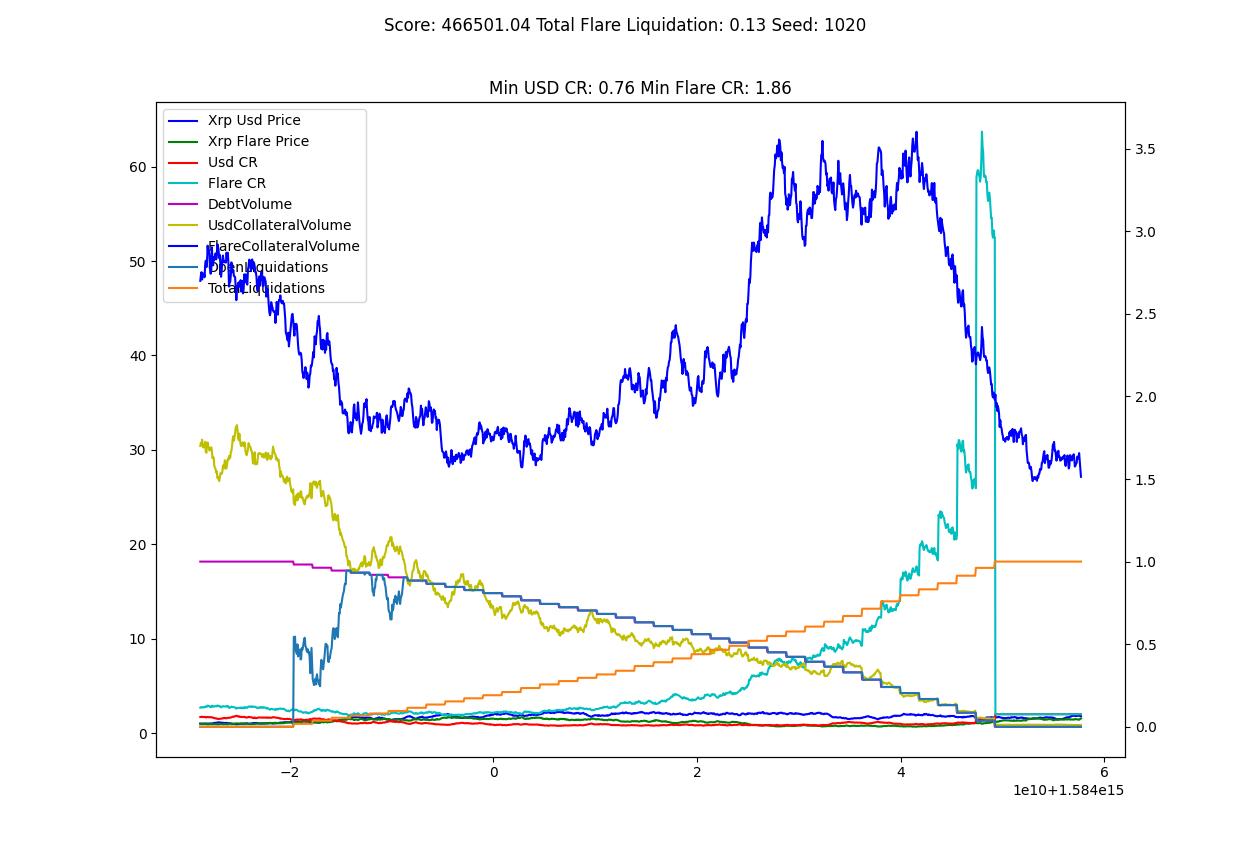 Score: 466501.04 Total Flare Liquidation: 0.13 Seed: 1020
Min USD CR: 0.76 Min Flare CR: 1.86
Xrp Usd Price
Xrp Flare Price
Usd CR
Flare CR
DebtVolume
UsdCollateralVolume
FlareCollateralVolume
OpenLiquidations
TotalLiquidations
60
50
40
30
20
10
0
3.5
3.0
2.5
2.0
1.5
1.0
0.5
0.0
−2
0
2
4
6
1e10+1.584e15